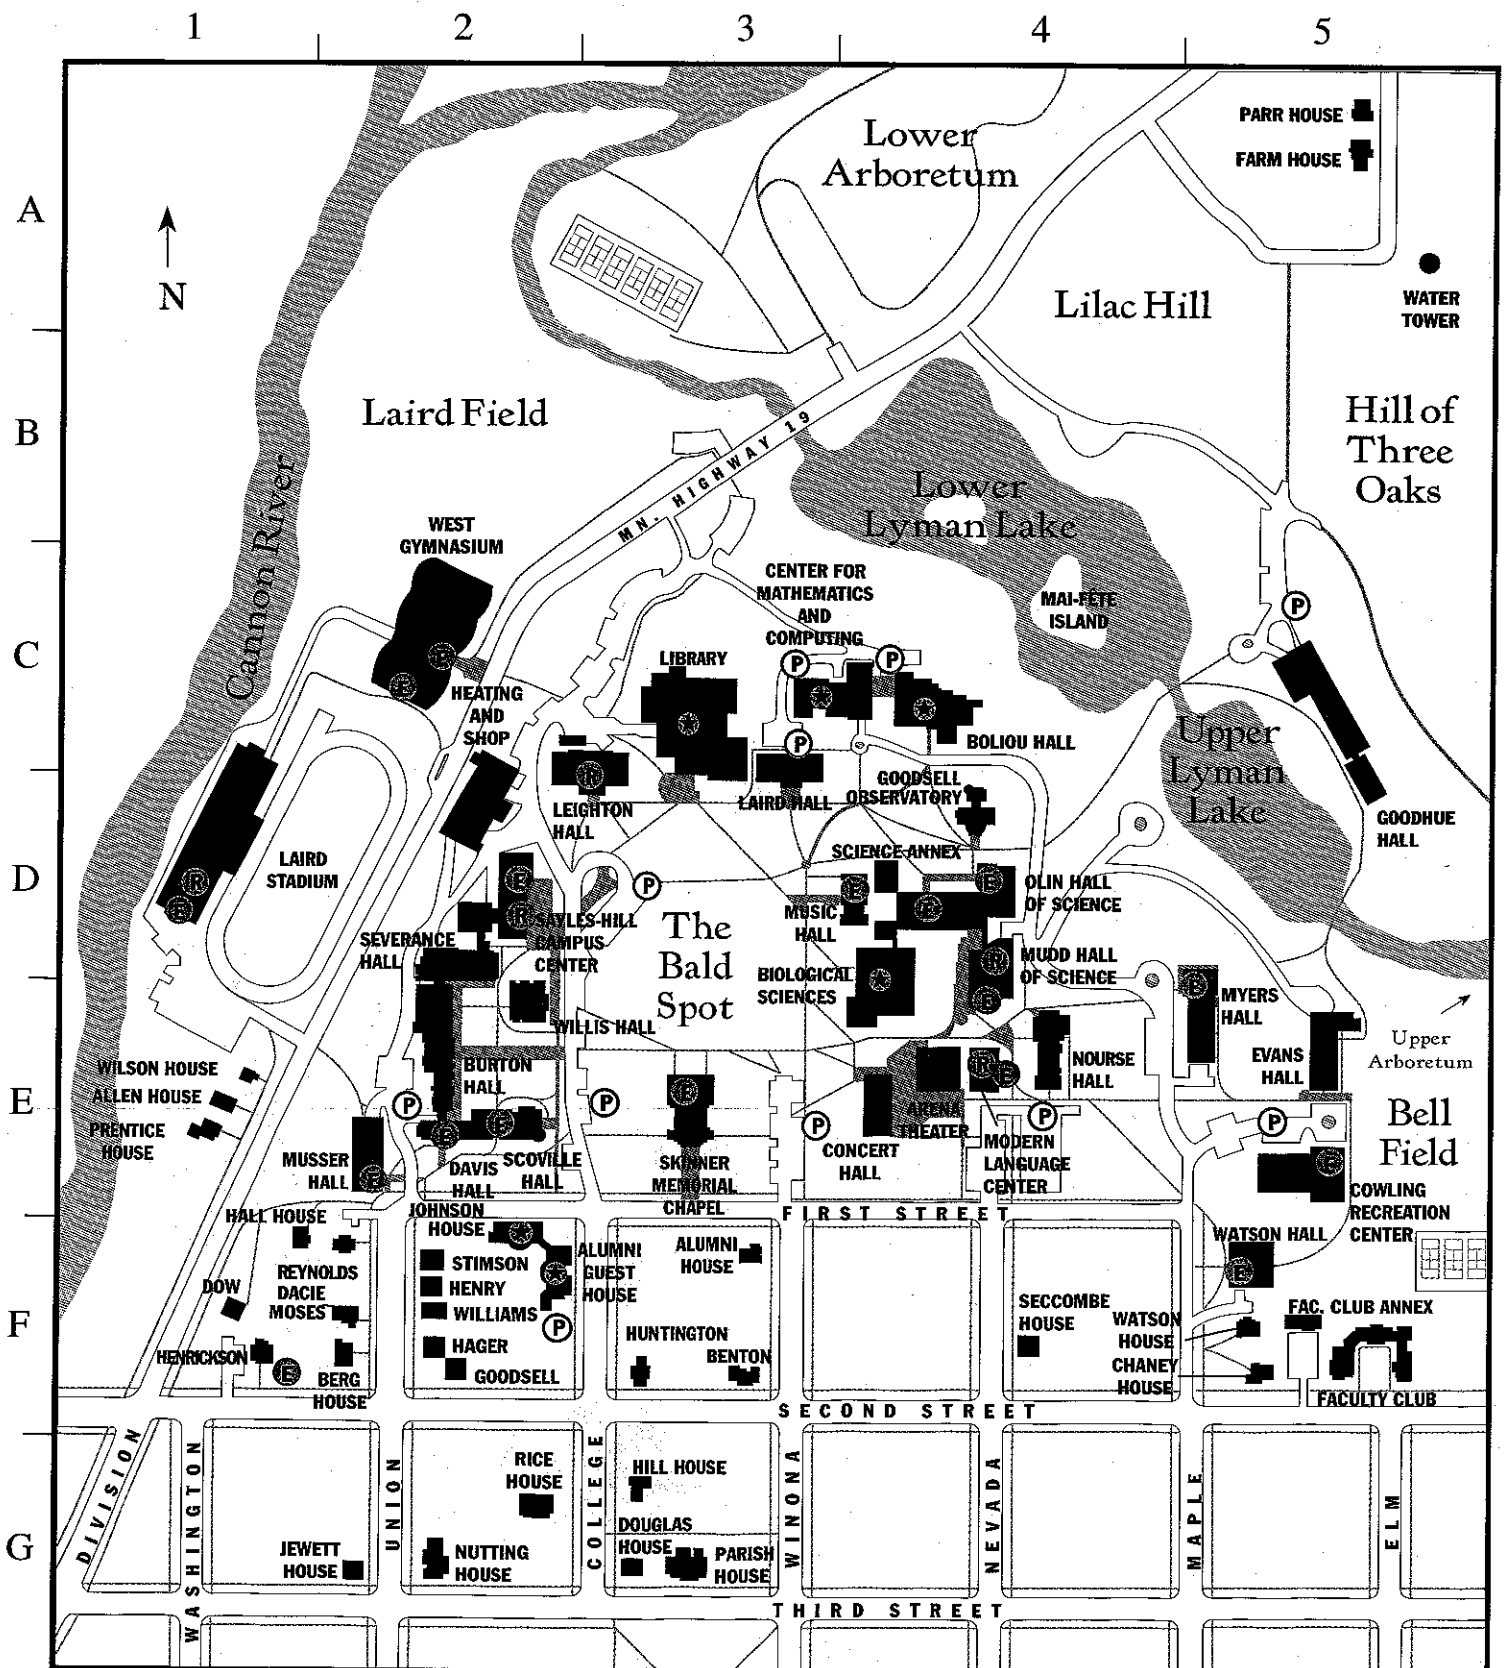 1
2
3
4
5
A
B
C
D
E
F
G
N
Lower
Arboretum
PARR HOUSE
FARM HOUSE
WATER
TOWER
Lilac Hill
Hill of
Three
Oaks
Laird Field
MN. HIGHWAY 19
Cannon River
Lower
Lyman Lake
WEST
GYMNASIUM
CENTER FOR
MATHEMATICS
AND
COMPUTING
MAI-FÊTE
ISLAND
P
LIBRARY
P
P
R
E
HEATING
AND
SHOP
BOLIOU HALL
P
Upper
Lyman
Lake
R
LEIGHTON
HALL
LAIRD HALL
GOODSELL
OBSERVATORY
GOODHUE
HALL
LAIRD
STADIUM
R
E
SCIENCE ANNEX
E
R
P
E
E
E
OLIN HALL
OF SCIENCE
MUSIC
HALL
SAYLES-HILL
CAMPUS
CENTER
SEVERANCE
HALL
The
Bald
Spot
BIOLOGICAL
SCIENCES
R
MUDD HALL
OF SCIENCE
E
E
MYERS
HALL
WILLIS HALL
Upper
Arboretum
EVANS
HALL
WILSON HOUSE
ALLEN HOUSE
PRENTICE
HOUSE
BURTON
HALL
R
E
NOURSE
HALL
P
P
E
P
P
P
Bell
Field
ARENA
THEATER
E
E
MUSSER
HALL
E
DAVIS
HALL
SCOVILLE
HALL
SKINNER
MEMORIAL
CHAPEL
CONCERT
HALL
MODERN
LANGUAGE
CENTER
E
COWLING
RECREATION
CENTER
FIRST STREET
HALL HOUSE
JOHNSON
HOUSE
STIMSON
HENRY
WILLIAMS
HAGER
GOODSELL
ALUMNI
GUEST
HOUSE
P
ALUMNI
HOUSE
WATSON HALL
E
DOW
REYNOLDS
DACIE
MOSES
HENRICKSON
E
BERG
HOUSE
HUNTINGTON
BENTON
SECCOMBE
HOUSE
WATSON
HOUSE
CHANEY
HOUSE
FAC. CLUB ANNEX
FACULTY CLUB
SECOND STREET
DIVISION
WASHINGTON
UNION
COLLEGE
WINONA
NEVADA
MAPLE
ELM
RICE
HOUSE
HILL HOUSE
DOUGLAS
HOUSE
PARISH
HOUSE
JEWETT
HOUSE
NUTTING
HOUSE
THIRD STREET